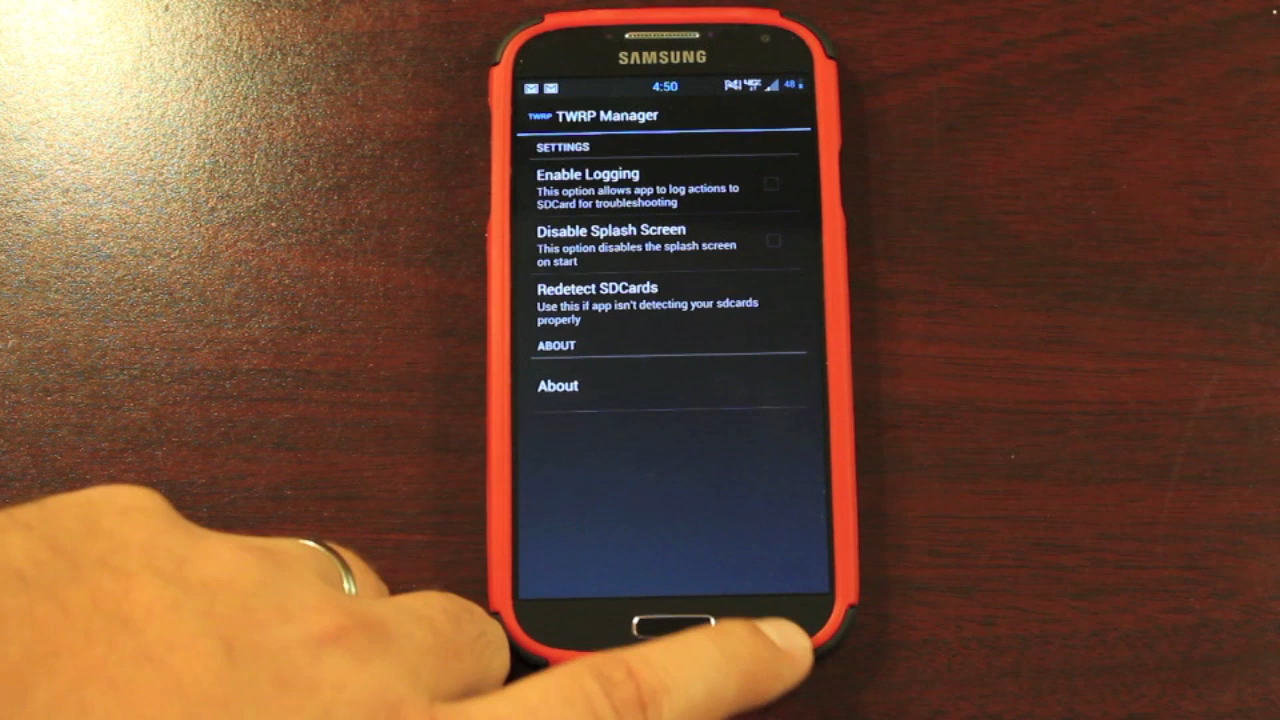 SAMSUNG
4:50
48
TWRP TWRP Manager
SETTINGS
Enable Logging
This option allows app to log actions to
SDCard for troubleshooting
Disable Splash Screen
This option disables the splash screen
on start
Redetect SDCards
Use this if app isn't detecting your sdcards
properly
ABOUT
About